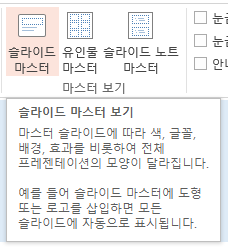 슬라이드 유인물 슬라이드 노트
마스터 마스터 마스터
마스터 보기
슬라이드 마스터 보기
마스터 슬라이드에 따라 색, 글꼴,
배경, 효과를 비롯하여 전체
프레젠테이션의 모양이 달라집니다.
예를 들어 슬라이드 마스터에 도형
또는 로고를 삽입하면 모든
슬라이드에 자동으로 표시됩니다.